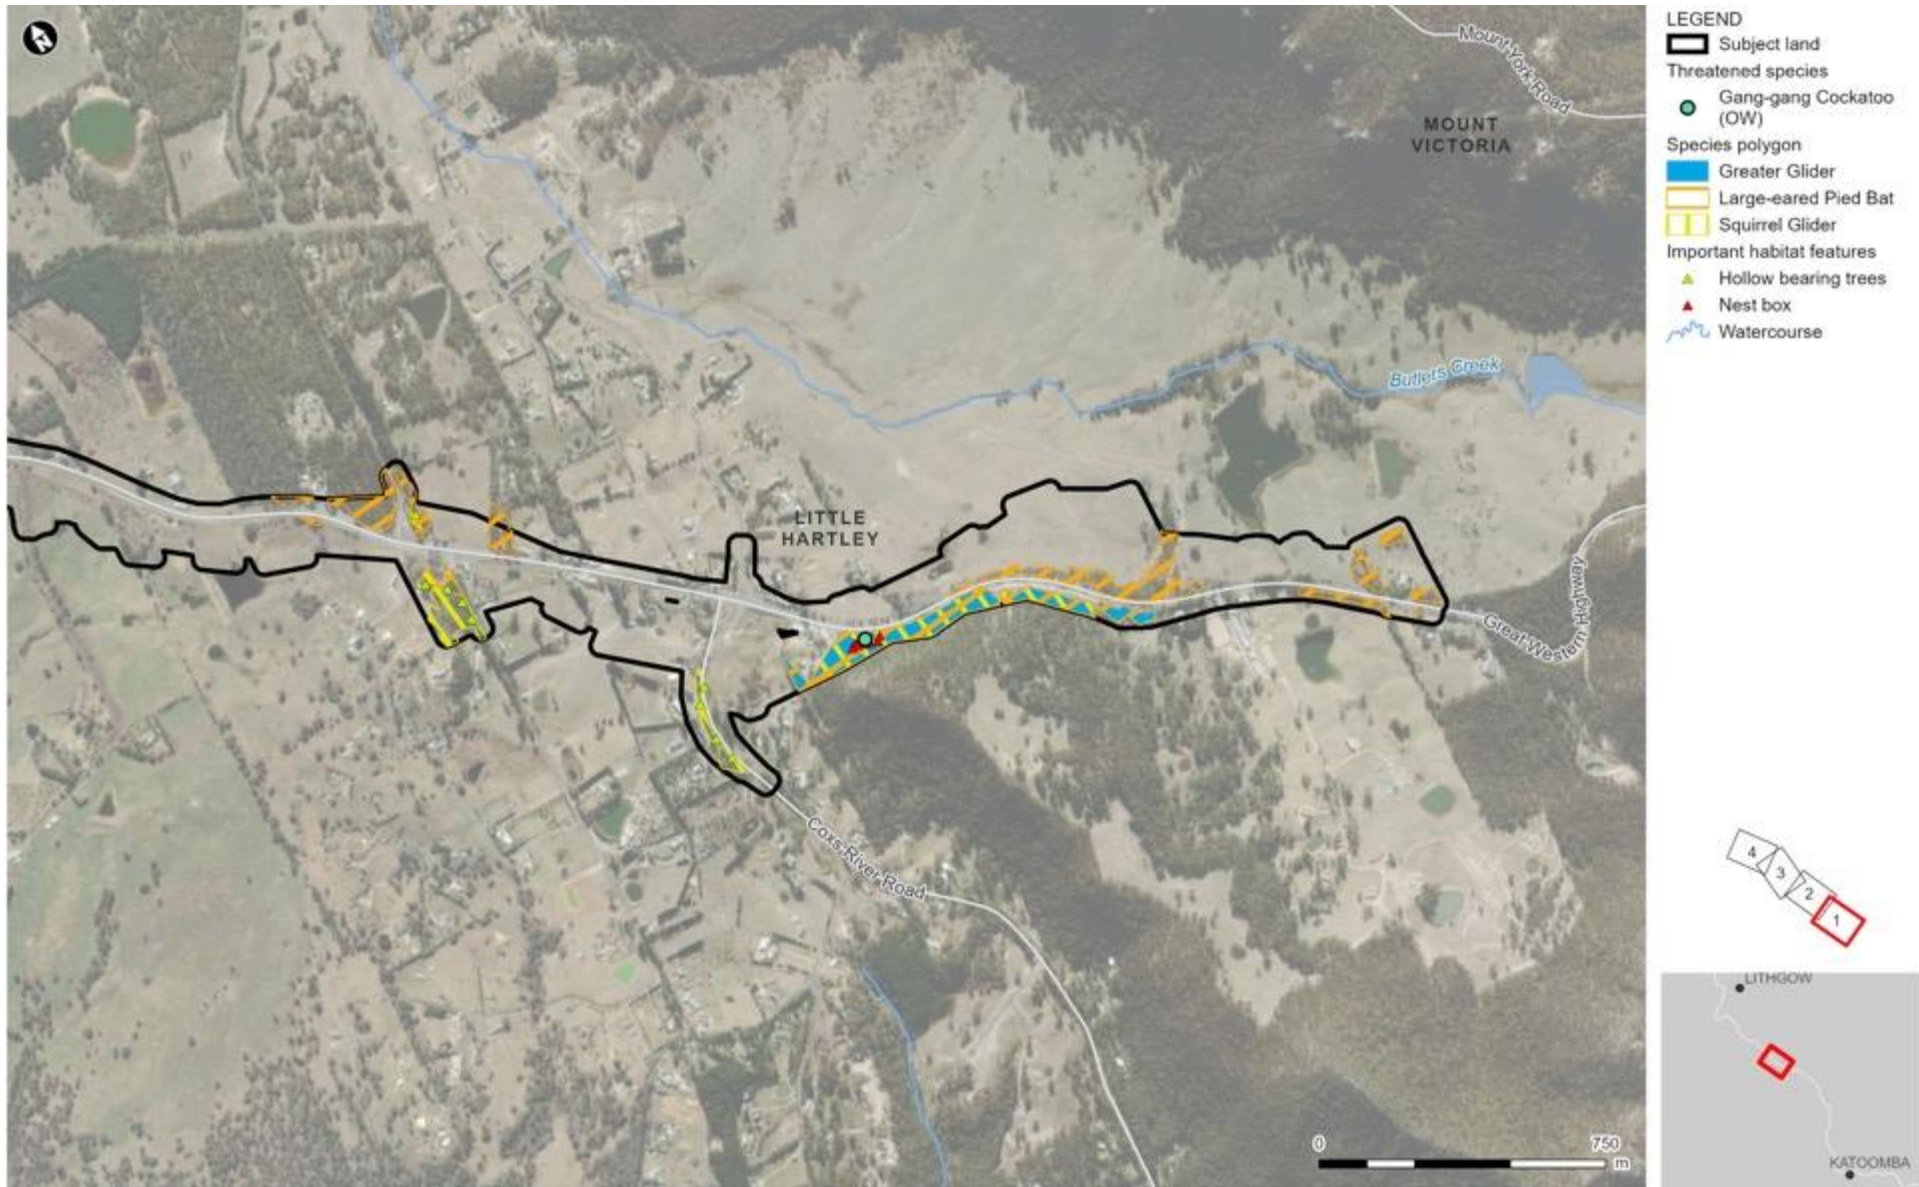 N
Mount York Road
MOUNT
VICTORIA
Butlers Creek
LITTLE
HARTLEY
Great Western Highway
Coxs River Road
0
750
m
LEGEND
Subject land
Threatened species
Gang-gang Cockatoo
(OW)
Species polygon
Greater Glider
Large-eared Pied Bat
Squirrel Glider
Important habitat features
Hollow bearing trees
Nest box
Watercourse
4
3
2
1
LITHGOW
KATOOMBA